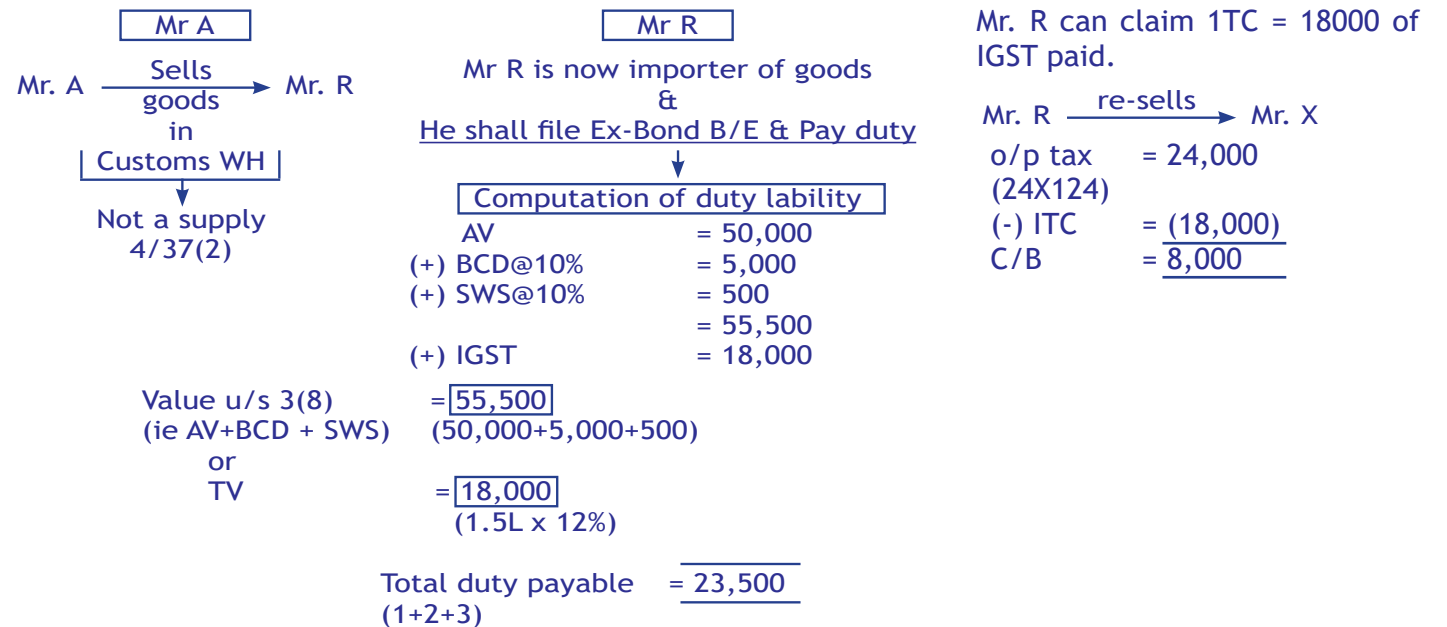 Mr A
Mr. A Sells goods Mr. R
in
Customs WH
Not a supply
4/37(2)
Mr R
Mr R is now importer of goods
&
He shall file Ex-Bond B/E & Pay duty
Computation of duty lability
AV = 50,000
(+) BCD@10% = 5,000
(+) SWS@10% = 500
= 55,500
(+) IGST = 18,000
Value u/s 3(8) = 55,500
(ie AV+BCD + SWS) (50,000+5,000+500)
or
TV = 18,000
(1.5L x 12%)
Total duty payable = 23,500
(1+2+3)
Mr. R can claim 1TC = 18000 of
IGST paid.
Mr. R re-sells Mr. X
o/p tax = 24,000
(24X124)
(-) ITC = (18,000)
C/B = 8,000